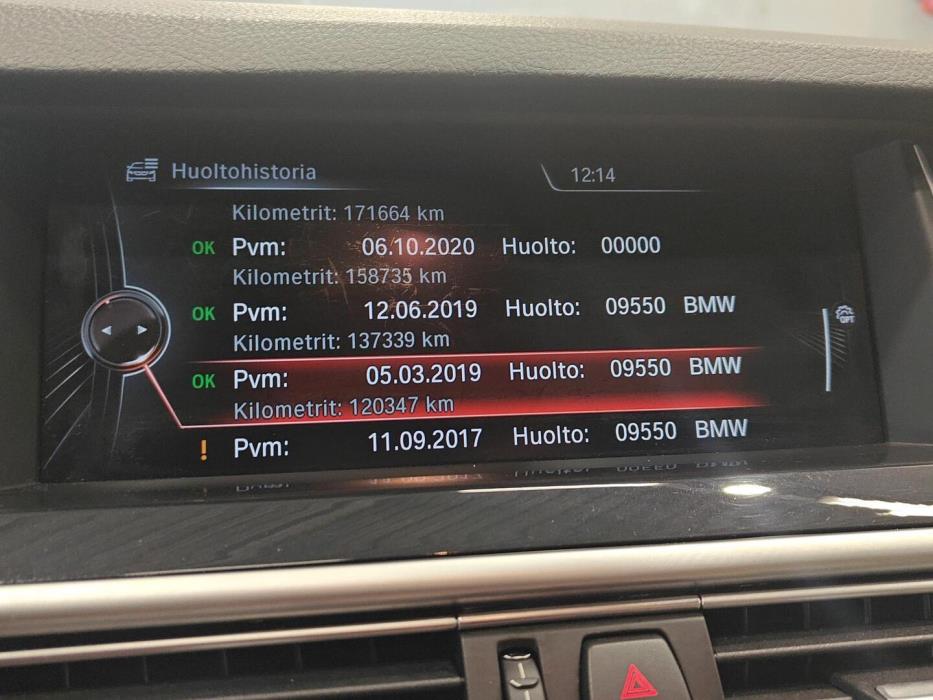 Huoltohistoria 12:14
Kilometrit: 171664 km
OK Pvm: 06.10.2020 Huolto: 00000
Kilometrit: 158735 km
OK Pvm: 12.06.2019 Huolto: 09550 BMW
Kilometrit: 137339 km
OK Pvm: 05.03.2019 Huolto: 09550 BMW
Kilometrit: 120347 km
! Pvm: 11.09.2017 Huolto: 09550 BMW
OPT